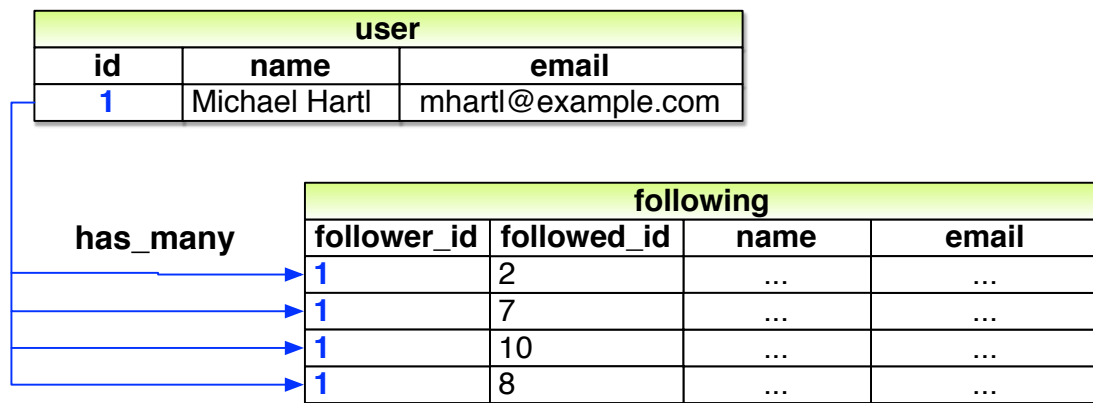 user
id name email
1 Michael Hartl mhartl@example.com
following
has_many follower_id followed_id name email
1 2 ... ...
1 7 ... ...
1 10 ... ...
1 8 ... ...